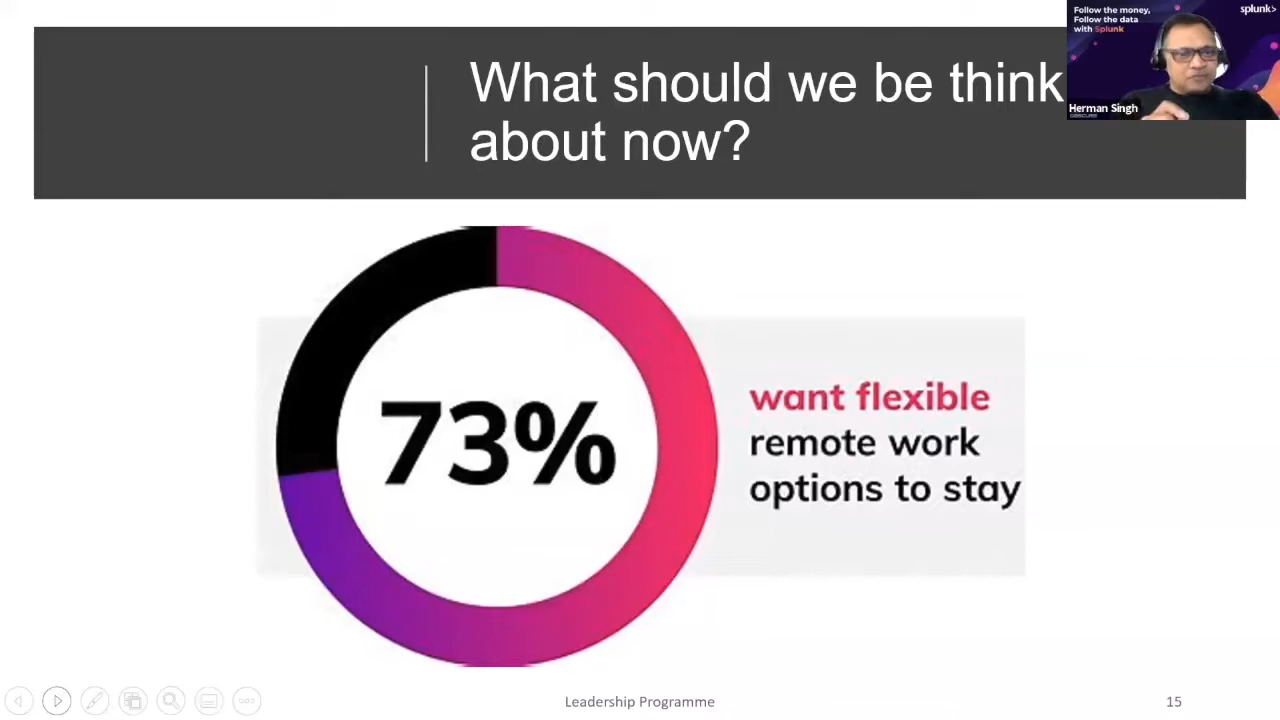 What should we be think
about now?
Follow the money,
Follow the data
with Splunk
splunk>
Herman Singh
73%
want flexible
remote work
options to stay
Leadership Programme
15